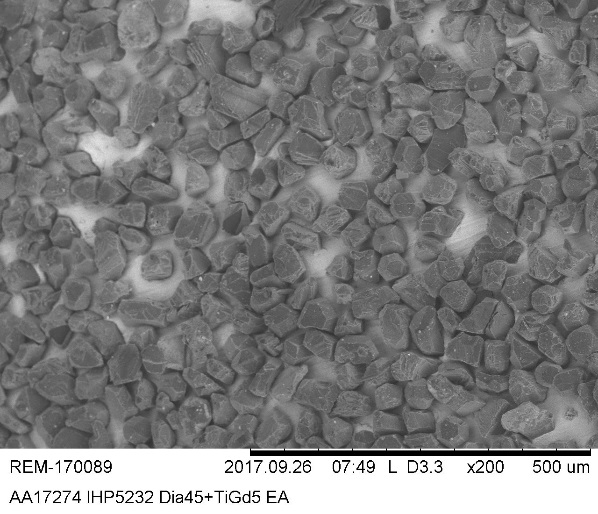 REM-170089 2017.09.26 07:49 L D3.3 x200 500 um
AA17274 IHP5232 Dia45+TiGd5 EA